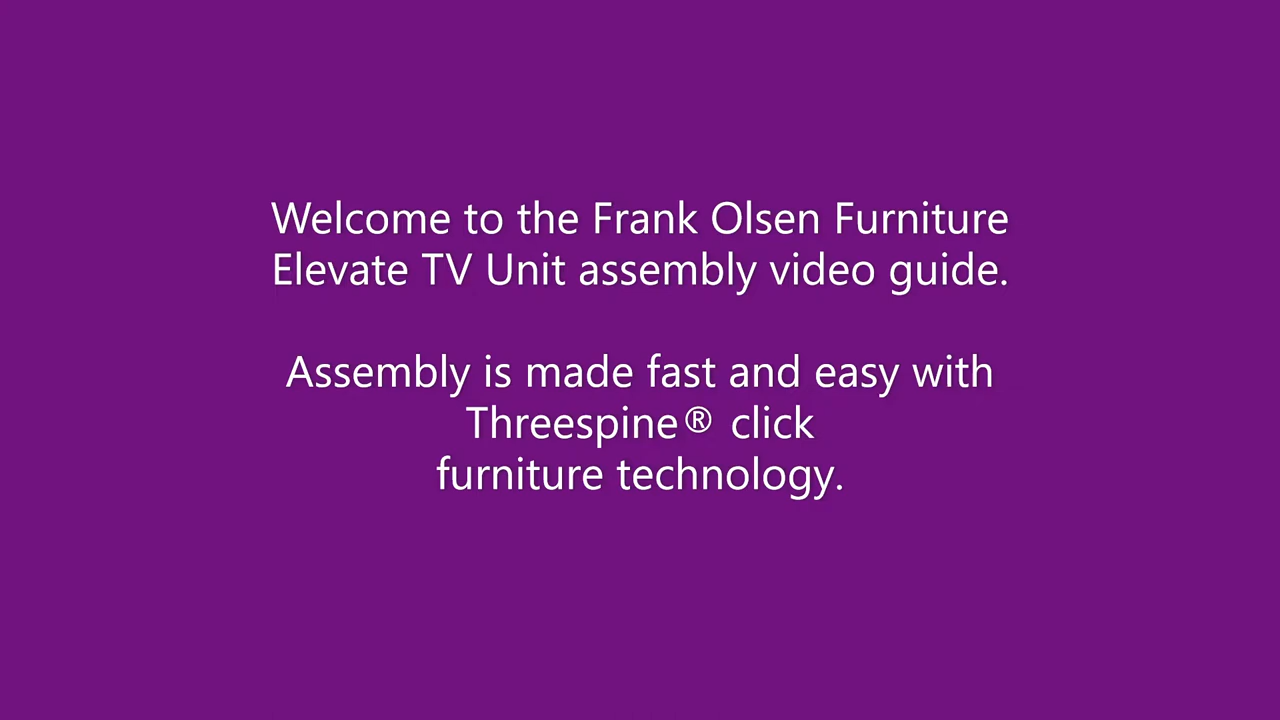 Welcome to the Frank Olsen Furniture
Elevate TV Unit assembly video guide.
Assembly is made fast and easy with
Threespine® click
furniture technology.